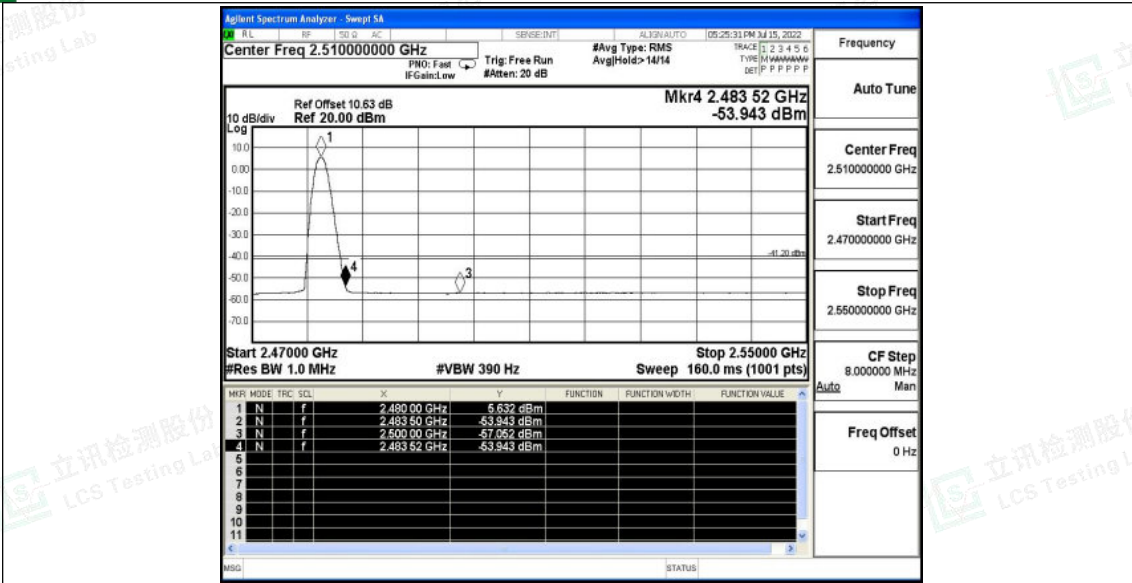 Agilent Spectrum Analyzer - Swept SA
RL RF 50 Ω AC SENSE:INT ALIGN AUTO 05:25:31 PM Jul 15, 2022
Center Freq 2.510000000 GHz
PNO: Fast
IFGain:Low
Trig: Free Run
#Atten: 20 dB
#Avg Type: RMS
Avg|Hold:>14/14
TRACE 1 2 3 4 5 6
TYPE M
DET P P P P P P
Frequency
Mkr4 2.483 52 GHz
-53.943 dBm
Ref Offset 10.63 dB
10 dB/div Ref 20.00 dBm
Log
10.0
0.00
-10.0
-20.0
-30.0
-40.0
-50.0
-60.0
-70.0
1
4
3
-41.20 dBm
Start 2.47000 GHz Stop 2.55000 GHz
#Res BW 1.0 MHz #VBW 390 Hz Sweep 160.0 ms (1001 pts)
MKR MODE TRC SCL X Y FUNCTION FUNCTION WIDTH FUNCTION VALUE
1 N f 2.480 00 GHz 5.632 dBm
2 N f 2.483 50 GHz -53.943 dBm
3 N f 2.500 00 GHz -57.052 dBm
4 N f 2.483 52 GHz -53.943 dBm
5
6
7
8
9
10
11
MSG STATUS
Auto Tune
Center Freq
2.510000000 GHz
Start Freq
2.470000000 GHz
Stop Freq
2.550000000 GHz
CF Step
8.000000 MHz
Auto Man
Freq Offset
0 Hz
立讯检测股份
LCS Testing Lab
立讯检测股份
LCS Testing L
测股份
sting Lab